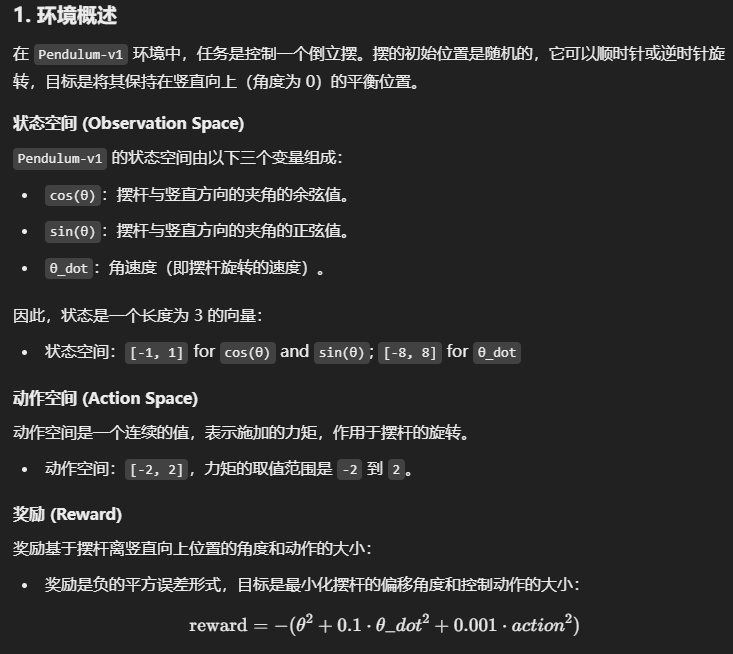 1. 环境概述
在 Pendulum-v1 环境中，任务是控制一个倒立摆。摆的初始位置是随机的，它可以顺时针或逆时针旋
转，目标是将其保持在竖直向上（角度为 0）的平衡位置。
状态空间 (Observation Space)
Pendulum-v1 的状态空间由以下三个变量组成：
• cos(θ)：摆杆与竖直方向的夹角的余弦值。
• sin(θ)：摆杆与竖直方向的夹角的正弦值。
• θ_dot：角速度（即摆杆旋转的速度）。
因此，状态是一个长度为 3 的向量：
• 状态空间：[-1, 1] for cos(θ) and sin(θ)；[-8, 8] for θ_dot
动作空间 (Action Space)
动作空间是一个连续的值，表示施加的力矩，作用于摆杆的旋转。
• 动作空间：[-2, 2]，力矩的取值范围是 -2 到 2。
奖励 (Reward)
奖励基于摆杆离竖直向上位置的角度和动作的大小：
• 奖励是负的平方误差形式，目标是最小化摆杆的偏移角度和控制动作的大小：
reward = −(θ² + 0.1 · θ_dot² + 0.001 · action²)